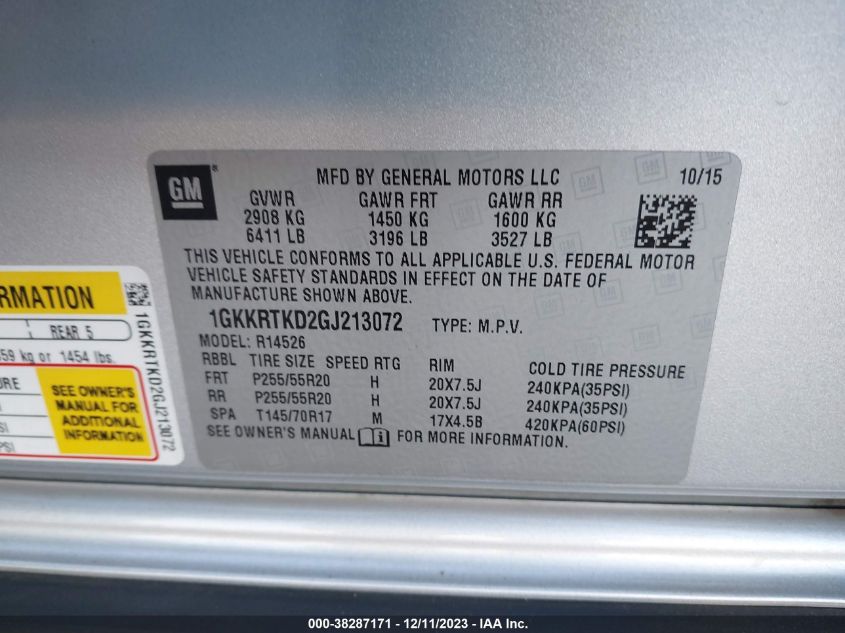 GM
MFD BY GENERAL MOTORS LLC 10/15
GVWR GAWR FRT GAWR RR
2908 KG 1450 KG 1600 KG
6411 LB 3196 LB 3527 LB
THIS VEHICLE CONFORMS TO ALL APPLICABLE U.S. FEDERAL MOTOR
VEHICLE SAFETY STANDARDS IN EFFECT ON THE DATE OF
MANUFACTURE SHOWN ABOVE.
1GKKRTKD2GJ213072 TYPE: M.P.V.
MODEL: R14526
RBBL TIRE SIZE SPEED RTG RIM COLD TIRE PRESSURE
FRT P255/55R20 H 20X7.5J 240KPA(35PSI)
RR P255/55R20 H 20X7.5J 240KPA(35PSI)
SPA T145/70R17 M 17X4.5B 420KPA(60PSI)
SEE OWNER'S MANUAL i FOR MORE INFORMATION.
REAR 5
kg or 1454 lbs.
SEE OWNER'S
MANUAL FOR
ADDITIONAL
INFORMATION
1GKKRTKD2GJ213072
000-38287171 - 12/11/2023 - IAA Inc.